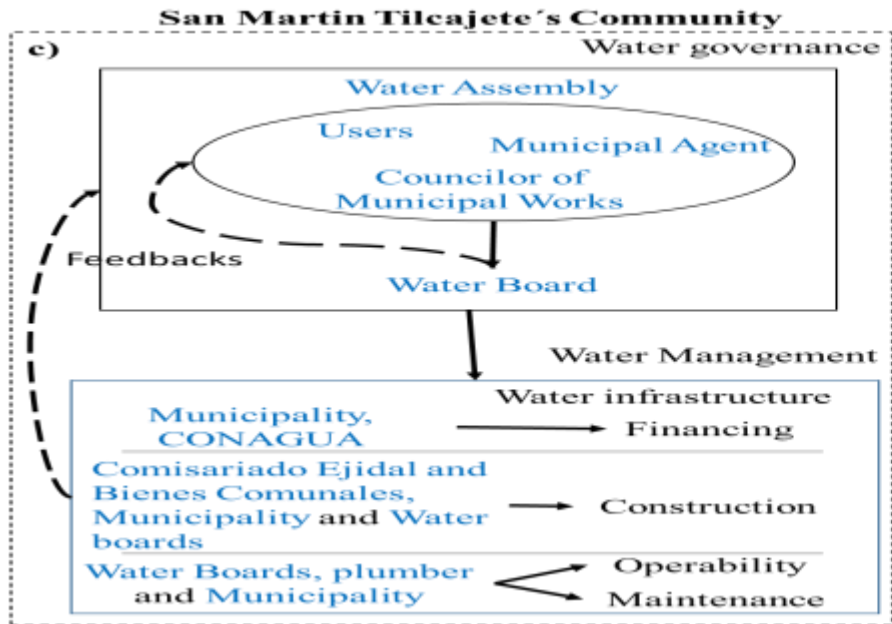 San Martin Tilcajete´s Community
c)
Water governance
Water Assembly
Users
Municipal Agent
Councilor of
Municipal Works
Feedbacks
Water Board
Water Management
Water infrastructure
Municipality,
CONAGUA
Financing
Comisariado Ejidal and
Bienes Comunales,
Municipality and Water
boards
Construction
Water Boards, plumber
and Municipality
Operability
Maintenance